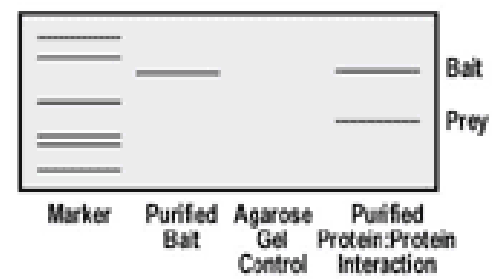 Bait
Prey
Marker
Purified
Bait
Agarose
Gel
Control
Purified
Protein:Protein
Interaction